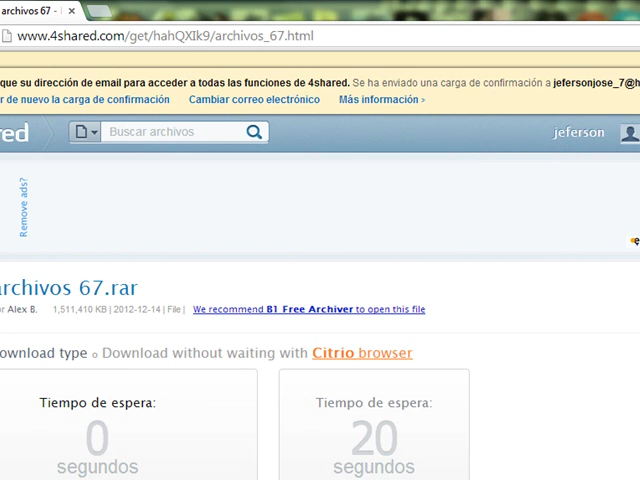 archivos 67 -
www.4shared.com/get/hahQXIk9/archivos_67.html
que su dirección de email para acceder a todas las funciones de 4shared. Se ha enviado una carga de confirmación a jefersonjose_7@h
r de nuevo la carga de confirmación Cambiar correo electrónico Más información ›
red Buscar archivos jeferson
Remove ads?
archivos 67.rar
or Alex B. 1,511,410 KB | 2012-12-14 | File | We recommend B1 Free Archiver to open this file
ownload type o Download without waiting with Citrio browser
Tiempo de espera: Tiempo de espera:
0 20
segundos segundos